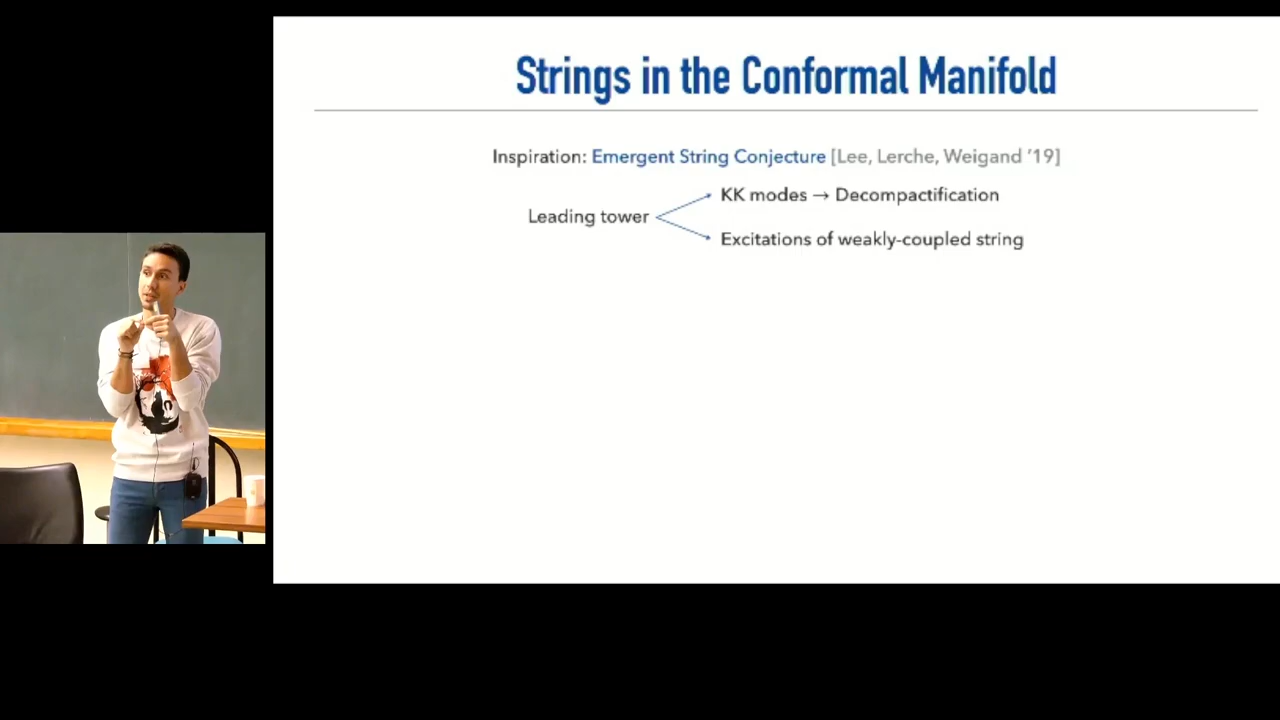 Strings in the Conformal Manifold
Inspiration: Emergent String Conjecture [Lee, Lerche, Weigand ’19]
KK modes → Decompactification
Leading tower
Excitations of weakly-coupled string